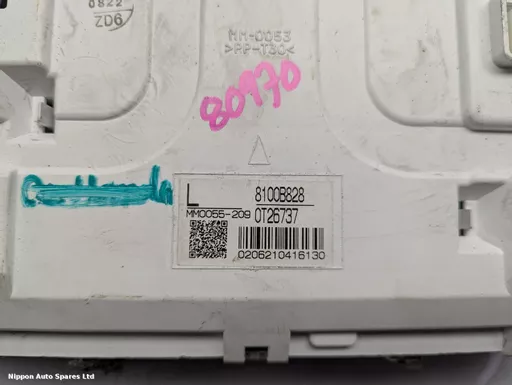 0822
ZD6
MM-0053
>PP-T30<
80970
L
8100B828
MM0055-209
0T26737
0206210416130
Nippon Auto Spares Ltd